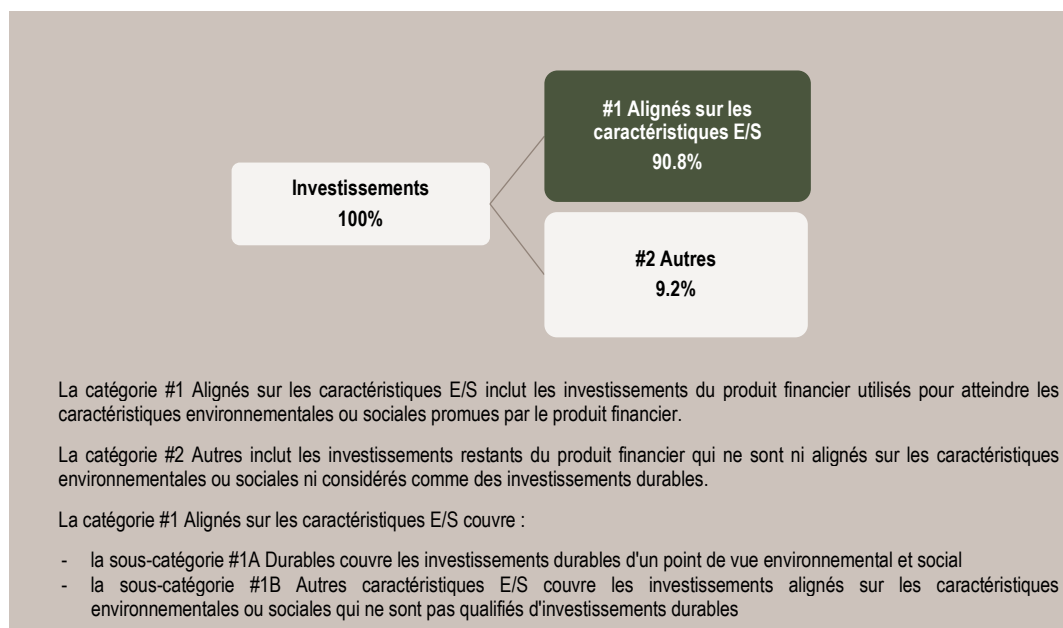 #1 Alignés sur les
caractéristiques E/S
90.8%
Investissements
100%
#2 Autres
9.2%
La catégorie #1 Alignés sur les caractéristiques E/S inclut les investissements du produit financier utilisés pour atteindre les
caractéristiques environnementales ou sociales promues par le produit financier.
La catégorie #2 Autres inclut les investissements restants du produit financier qui ne sont ni alignés sur les caractéristiques
environnementales ou sociales ni considérés comme des investissements durables.
La catégorie #1 Alignés sur les caractéristiques E/S couvre :
- la sous-catégorie #1A Durables couvre les investissements durables d'un point de vue environnemental et social
- la sous-catégorie #1B Autres caractéristiques E/S couvre les investissements alignés sur les caractéristiques
environnementales ou sociales qui ne sont pas qualifiés d'investissements durables